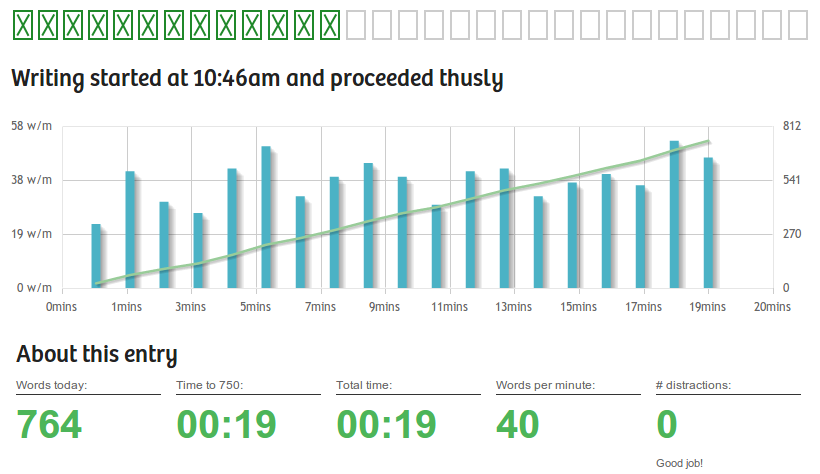 Writing started at 10:46am and proceeded thusly
58 w/m 812
38 w/m 541
19 w/m 270
0 w/m 0
0mins 1mins 3mins 5mins 7mins 9mins 11mins 13mins 15mins 17mins 19mins 20mins
About this entry
Words today: Time to 750: Total time: Words per minute: # distractions:
764 00:19 00:19 40 0
Good job!